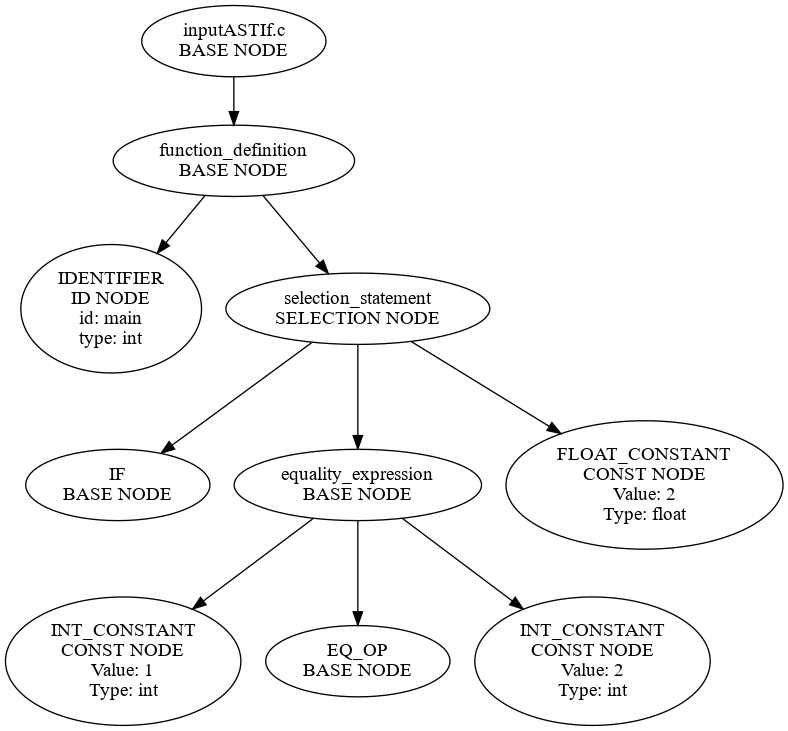 inputASTIf.c
BASE NODE
function_definition
BASE NODE
IDENTIFIER
ID NODE
id: main
type: int
selection_statement
SELECTION NODE
IF
BASE NODE
equality_expression
BASE NODE
FLOAT_CONSTANT
CONST NODE
Value: 2
Type: float
INT_CONSTANT
CONST NODE
Value: 1
Type: int
EQ_OP
BASE NODE
INT_CONSTANT
CONST NODE
Value: 2
Type: int